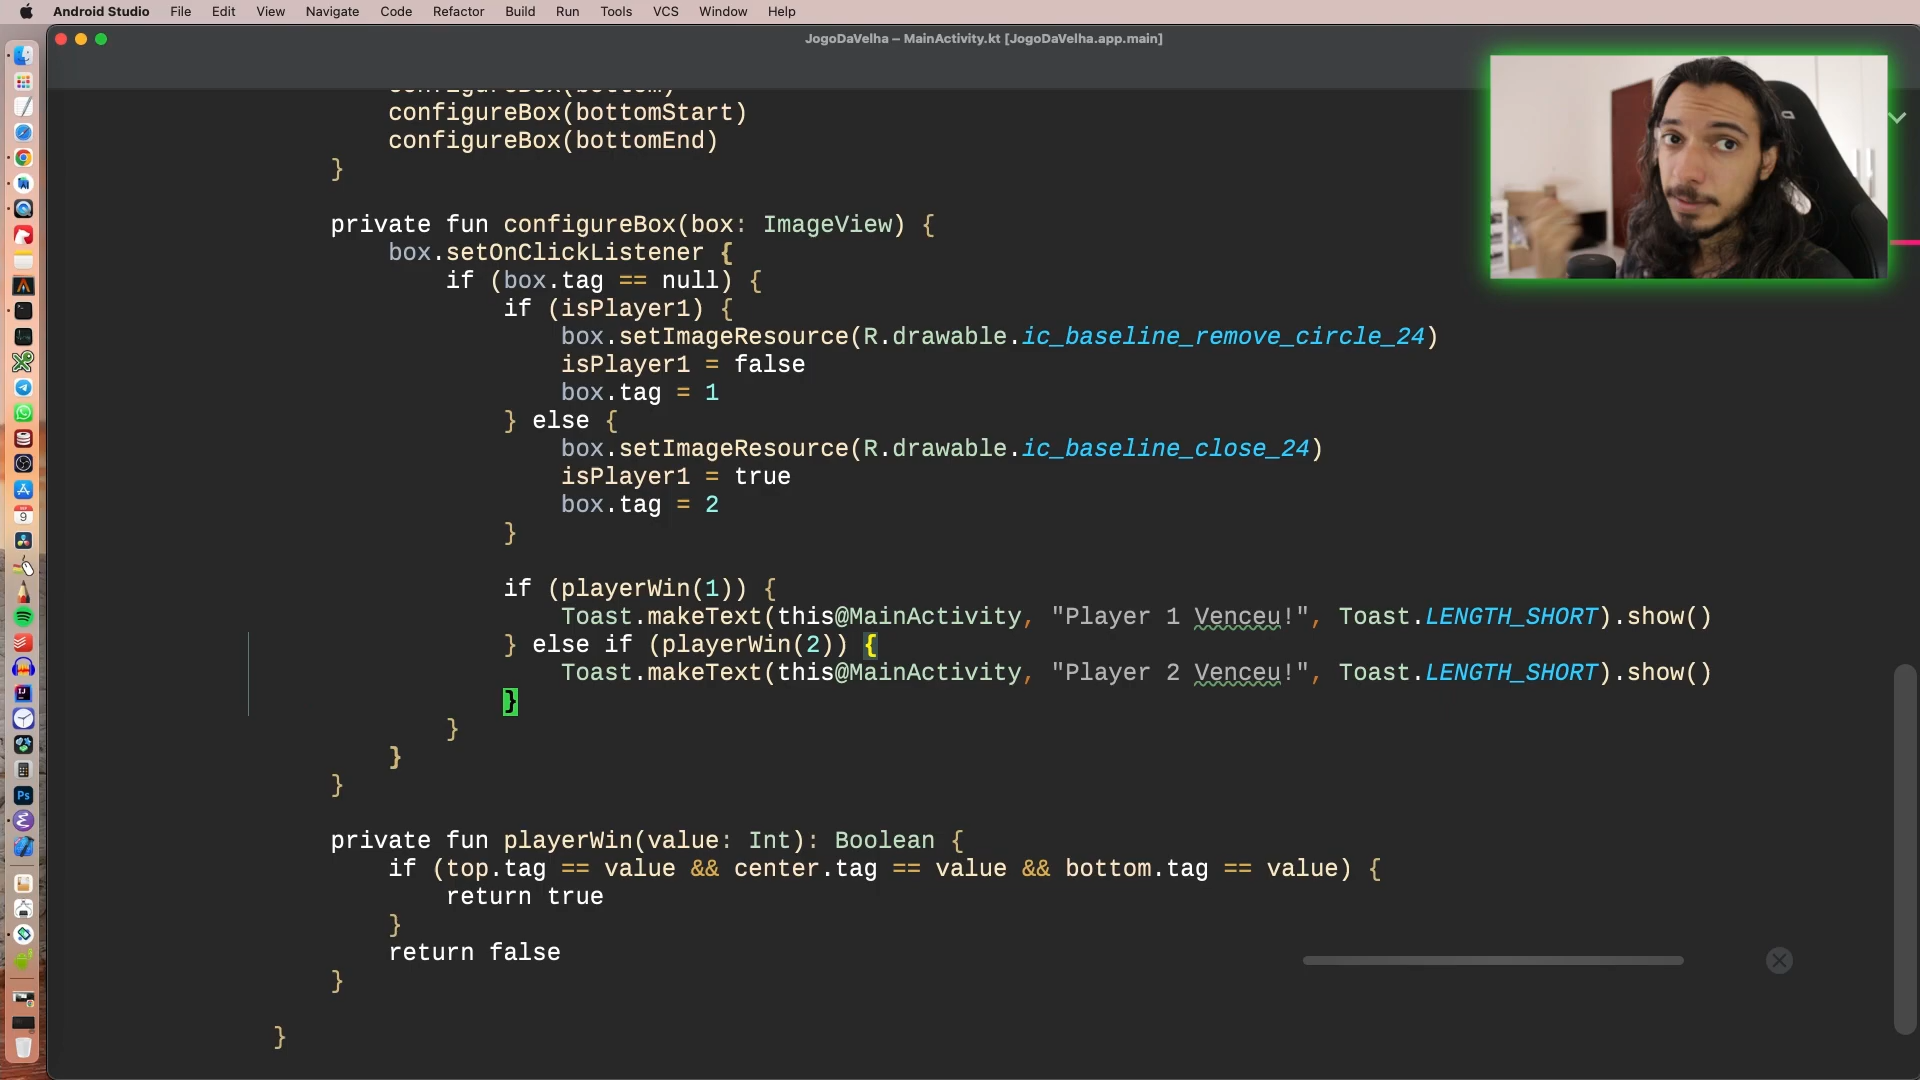 Android Studio File Edit View Navigate Code Refactor Build Run Tools VCS Window Help
JogoDaVelha – MainActivity.kt [JogoDaVelha.app.main]
configureBox(bottom)
configureBox(bottomStart)
configureBox(bottomEnd)
}
private fun configureBox(box: ImageView) {
box.setOnClickListener {
if (box.tag == null) {
if (isPlayer1) {
box.setImageResource(R.drawable.ic_baseline_remove_circle_24)
isPlayer1 = false
box.tag = 1
} else {
box.setImageResource(R.drawable.ic_baseline_close_24)
isPlayer1 = true
box.tag = 2
}
if (playerWin(1)) {
Toast.makeText(this@MainActivity, "Player 1 Venceu!", Toast.LENGTH_SHORT).show()
} else if (playerWin(2)) {
Toast.makeText(this@MainActivity, "Player 2 Venceu!", Toast.LENGTH_SHORT).show()
}
}
}
}
private fun playerWin(value: Int): Boolean {
if (top.tag == value && center.tag == value && bottom.tag == value) {
return true
}
return false
}
}
9
Ps